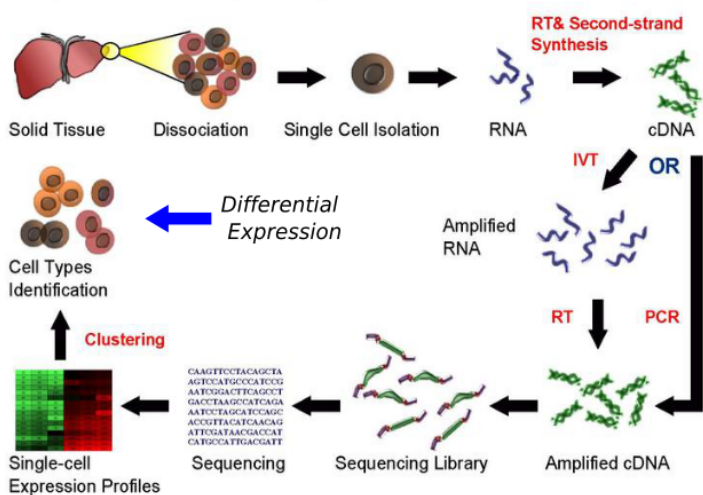 RT& Second-strand
Synthesis
Solid Tissue
Dissociation
Single Cell Isolation
RNA
cDNA
IVT
OR
Differential
Expression
Amplified
RNA
Cell Types
Identification
Clustering
RT
PCR
CAAGTTCCTACAGCTA
AGTCCATGCCCATCCG
AATCGGACTTCAGCCT
GACCTAAGCCATCAGA
AATCCTAGCATCCAGC
ACCGTTACATCAACAG
ATTCGATAACGACCAT
CATGCCATTGACGATT
Single-cell
Expression Profiles
Sequencing
Sequencing Library
Amplified cDNA